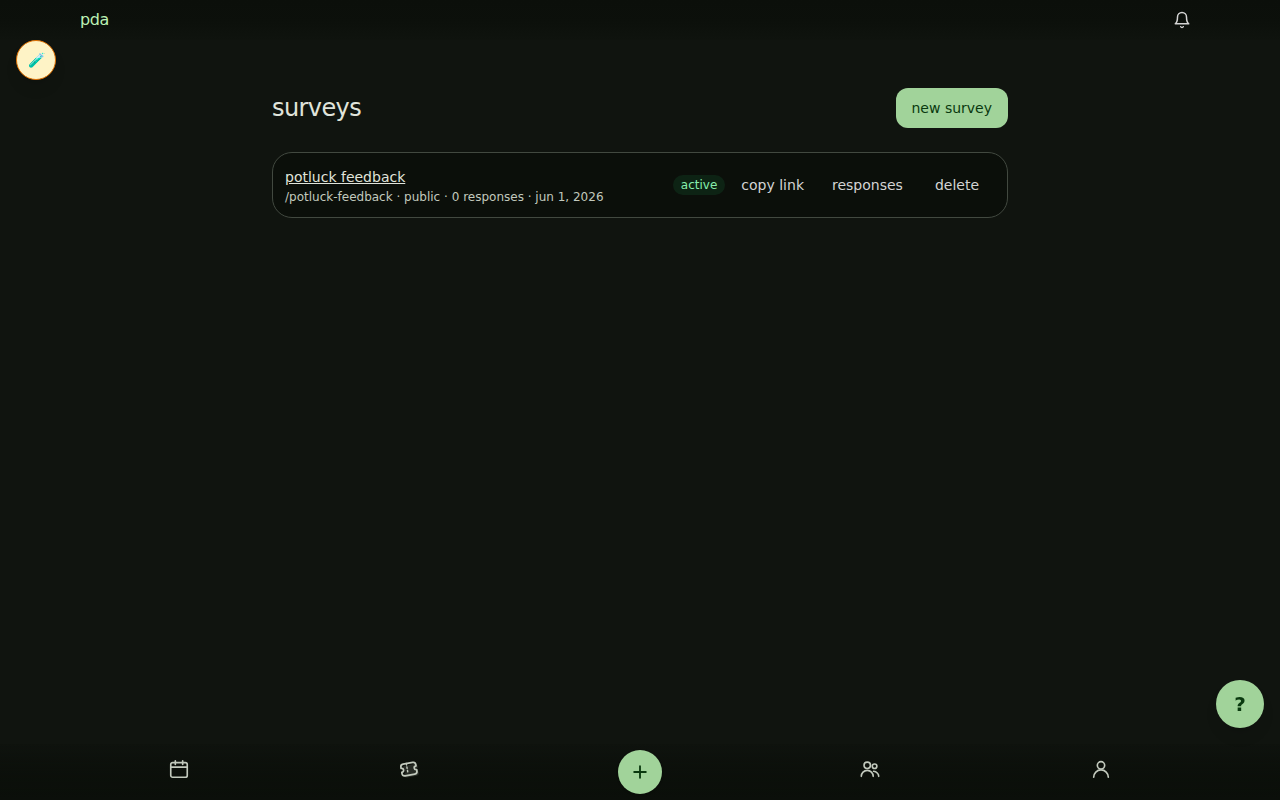 pda
surveys
new survey
potluck feedback
/potluck-feedback · public · 0 responses · jun 1, 2026
active
copy link
responses
delete
?